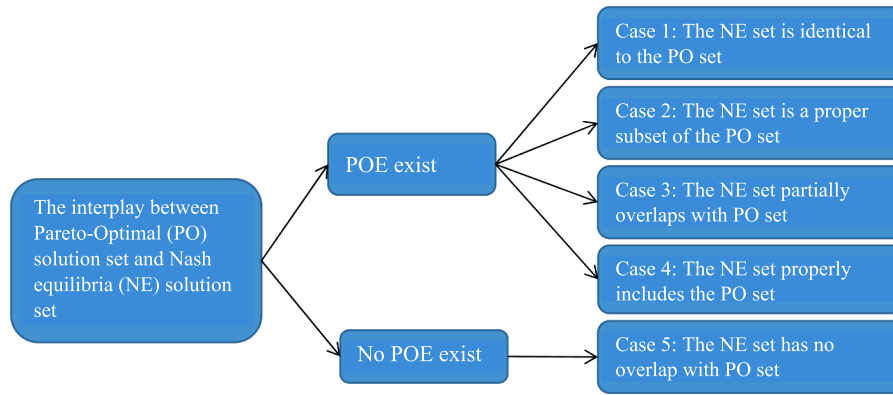 The interplay between
Pareto-Optimal (PO)
solution set and Nash
equilibria (NE) solution
set
POE exist
No POE exist
Case 1: The NE set is identical
to the PO set
Case 2: The NE set is a proper
subset of the PO set
Case 3: The NE set partially
overlaps with PO set
Case 4: The NE set properly
includes the PO set
Case 5: The NE set has no
overlap with PO set